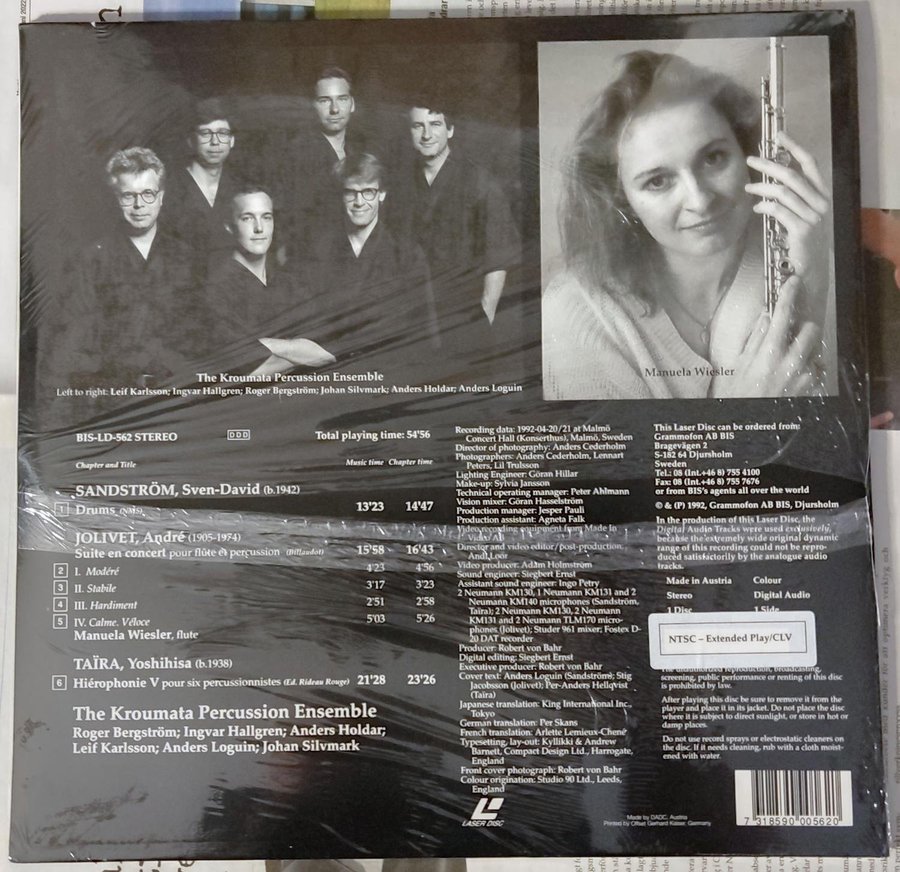 Manuela Wiesler
The Kroumata Percussion Ensemble
Left to right: Leif Karlsson; Ingvar Hallgren; Roger Bergström; Johan Silvmark; Anders Holdar; Anders Loguin
BIS-LD-562 STEREO
DDD
Total playing time: 54'56
Chapter and Title
Music time Chapter time
SANDSTRÖM, Sven-David (b.1942)
1 Drums (NMS) 13'23 14'47
JOLIVET, André (1905-1974)
Suite en concert pour flûte et percussion (Billaudot) 15'58 16'43
2 I. Modéré 4'23 4'56
3 II. Stabile 3'17 3'23
4 III. Hardiment 2'51 2'58
5 IV. Calme. Véloce 5'03 5'26
Manuela Wiesler, flute
TAÏRA, Yoshihisa (b.1938)
6 Hiérophonie V pour six percussionnistes (Ed. Rideau Rouge) 21'28 23'26
The Kroumata Percussion Ensemble
Roger Bergström; Ingvar Hallgren; Anders Holdar;
Leif Karlsson; Anders Loguin; Johan Silvmark
Recording data: 1992-04-20/21 at Malmö
Concert Hall (Konserthus), Malmö, Sweden
Director of photography: Anders Cederholm
Photographers: Anders Cederholm, Lennart
Peters, Lil Trulsson
Lighting Engineer: Göran Hillar
Make-up: Sylvia Jansson
Technical operating manager: Peter Ahlmann
Vision mixer: Göran Hasselström
Production manager: Jesper Pauli
Production assistant: Agneta Falk
Video recording equipment from Made in
Video/AI
Director and video editor/post-production:
Andi Loor
Video producer: Adam Holmström
Sound engineer: Siegbert Ernst
Assistant sound engineer: Ingo Petry
2 Neumann KM130, 1 Neumann KM131 and 2
Neumann KM140 microphones (Sandström,
Taïra); 2 Neumann KM130, 2 Neumann
KM131 and 2 Neumann TLM170 micro-
phones (Jolivet); Studer 961 mixer; Fostex D-
20 DAT recorder
Producer: Robert von Bahr
Digital editing: Siegbert Ernst
Executive producer: Robert von Bahr
Cover text: Anders Loguin (Sandström); Stig
Jacobsson (Jolivet); Per-Anders Hellqvist
(Taïra)
Japanese translation: King International Inc.,
Tokyo
German translation: Per Skans
French translation: Arlette Lemieux-Chené
Typesetting, lay-out: Kyllikki & Andrew
Barnett, Compact Design Ltd., Harrogate,
England
Front cover photograph: Robert von Bahr
Colour origination: Studio 90 Ltd., Leeds,
England
LASER DISC
This Laser Disc can be ordered from:
Grammofon AB BIS
Bragevägen 2
S-182 64 Djursholm
Sweden
Tel.: 08 (Int.+46 8) 755 4100
Fax: 08 (Int.+46 8) 755 7676
or from BIS's agents all over the world
© & (P) 1992, Grammofon AB BIS, Djursholm
In the production of this Laser Disc, the
Digital Audio Tracks were used exclusively,
because the extremely wide original dynamic
range of this recording could not be repro-
duced satisfactorily by the analogue audio
tracks.
Made in Austria Colour
Stereo Digital Audio
1 Disc 1 Side
NTSC – Extended Play/CLV
unauthorized reproduction, broadcasting,
screening, public performance or renting of this
disc is prohibited by law.
After playing this disc be sure to remove it from the
player and place it in its jacket. Do not place the disc
where it is subject to direct sunlight, or store in hot or
damp places.
Do not use record sprays or electrostatic cleaners on
the disc. If it needs cleaning, rub with a cloth moist-
ened with water.
Made by DADC, Austria
Printed by Offset Gerhard Kaiser, Germany
7 318590 005620